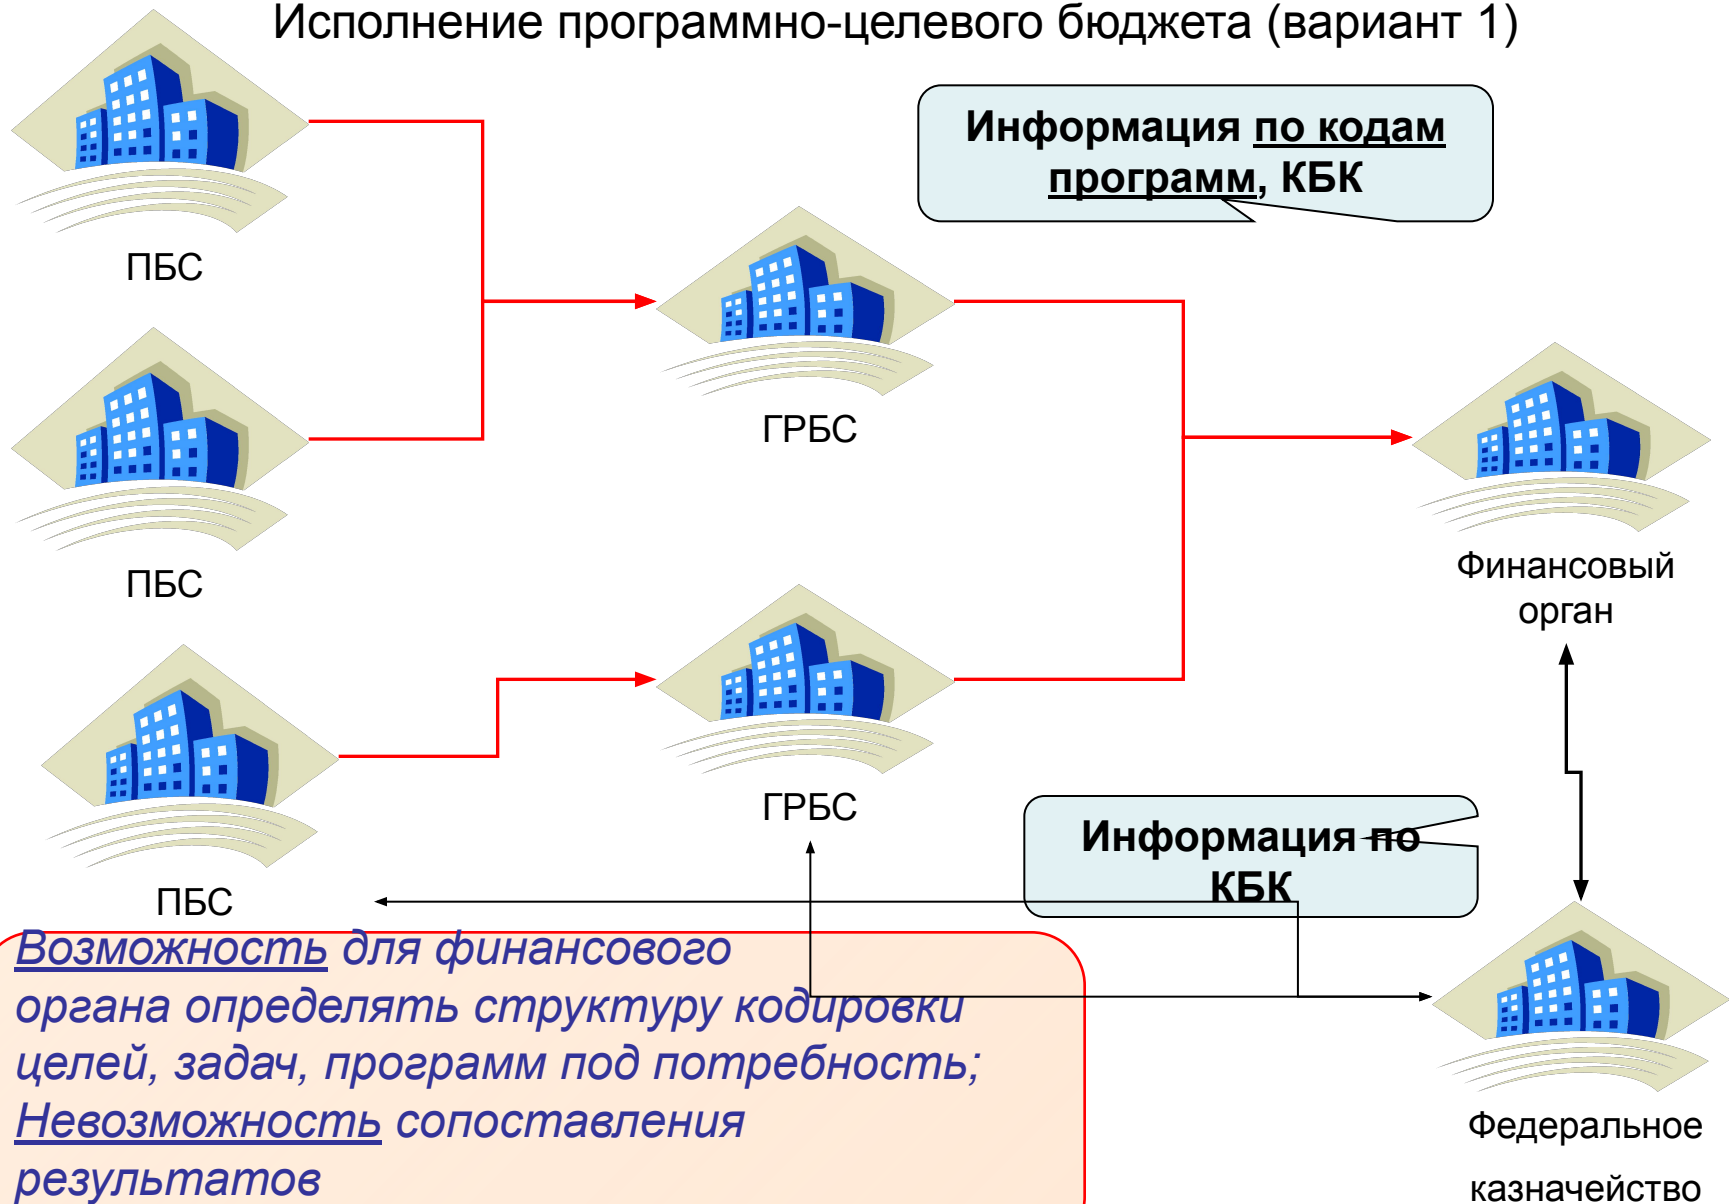 Исполнение программно-целевого бюджета (вариант 1)
Информация по кодам
программ, КБК
ПБС
ГРБС
ПБС
Финансовый
орган
ГРБС
Информация по
КБК
ПБС
Возможность для финансового
органа определять структуру кодировки
целей, задач, программ под потребность;
Невозможность сопоставления
результатов
Федеральное
казначейство